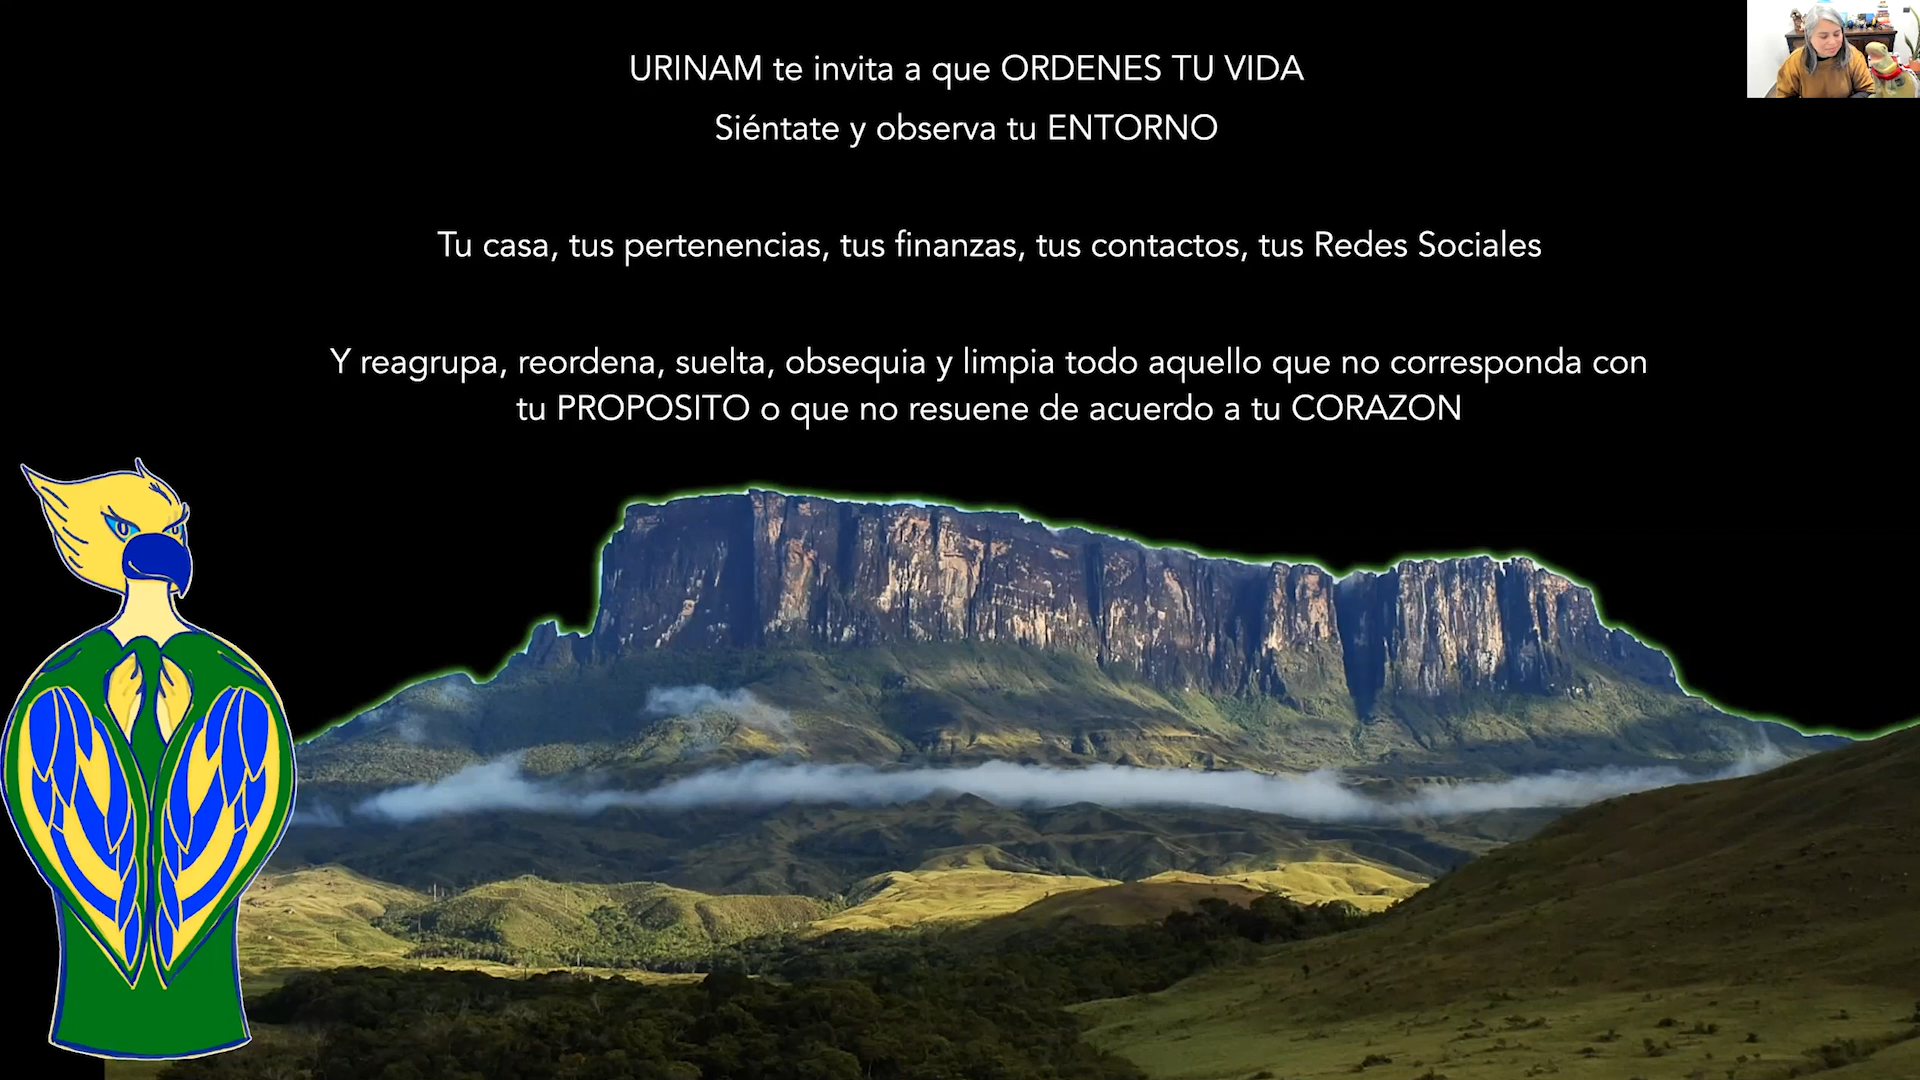 URINAM te invita a que ORDENES TU VIDA
Siéntate y observa tu ENTORNO
Tu casa, tus pertenencias, tus finanzas, tus contactos, tus Redes Sociales
Y reagrupa, reordena, suelta, obsequia y limpia todo aquello que no corresponda con
tu PROPOSITO o que no resuene de acuerdo a tu CORAZON